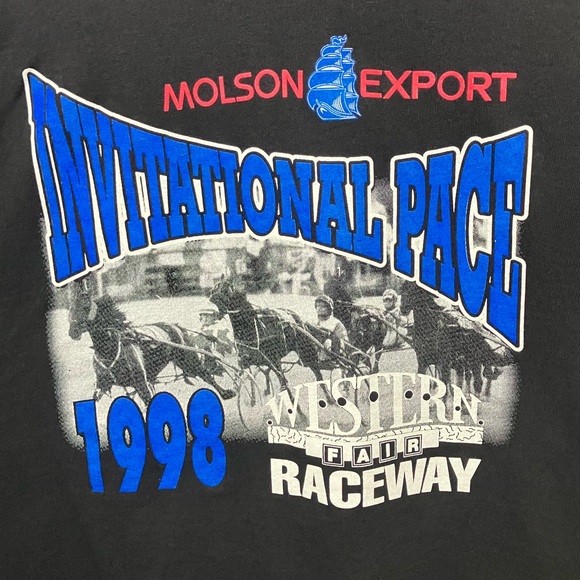 MOLSON EXPORT
INVITATIONAL PACE
1998
WESTERN
FAIR
RACEWAY